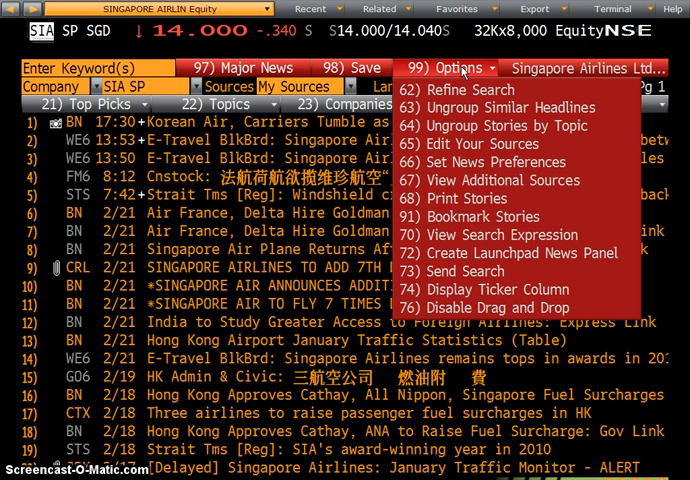 SINGAPORE AIRLIN Equity Recent Related Favorites Export Terminal Help
SIA SP SGD ↓ 14.000 -.340 S S14.000/14.040S 32Kx8,000 EquityNSE
Enter Keyword(s) 97) Major News 98) Save 99) Options Singapore Airlines Ltd...
Company SIA SP Sources My Sources Pg 1
21) Top Picks 22) Topics 23) Companies
1) BN 17:30+ Korean Air, Carriers Tumble as
2) WE6 13:53+ E-Travel BlkBrd: Singapore Air
3) WE6 13:50 E-Travel BlkBrd: Singapore Airl
4) FM6 8:12 Cnstock: 法航荷航欲揽维珍航空"
5) STS 7:42+ Strait Tms [Reg]: Windshield c
6) BN 2/21 Air France, Delta Hire Goldman
7) BN 2/21 Air France, Delta Hire Goldman
8) BN 2/21 Singapore Air Plane Returns Aft
9) CRL 2/21 SINGAPORE AIRLINES TO ADD 7TH
10) BN 2/21 *SINGAPORE AIR ANNOUNCES ADDIT
11) BN 2/21 *SINGAPORE AIR TO FLY 7 TIMES
12) BN 2/21 India to Study Greater Access to Foreign Airlines: Express Link
13) BN 2/21 Hong Kong Airport January Traffic Statistics (Table)
14) WE6 2/21 E-Travel BlkBrd: Singapore Airlines remains tops in awards in 201
15) GO6 2/19 HK Admin & Civic: 三航空公司 燃油附 費
16) BN 2/18 Hong Kong Approves Cathay, All Nippon, Singapore Fuel Surcharges
17) CTX 2/18 Three airlines to raise passenger fuel surcharges in HK
18) BN 2/18 Hong Kong Approves Cathay, ANA to Raise Fuel Surcharge: Gov Link
19) STS 2/18 Strait Tms [Reg]: SIA's award-winning year in 2010
[Delayed] Singapore Airlines: January Traffic Monitor - ALERT
62) Refine Search
63) Ungroup Similar Headlines
64) Ungroup Stories by Topic
65) Edit Your Sources
66) Set News Preferences
67) View Additional Sources
68) Print Stories
91) Bookmark Stories
70) View Search Expression
72) Create Launchpad News Panel
73) Send Search
74) Display Ticker Column
76) Disable Drag and Drop
Screencast-O-Matic.com